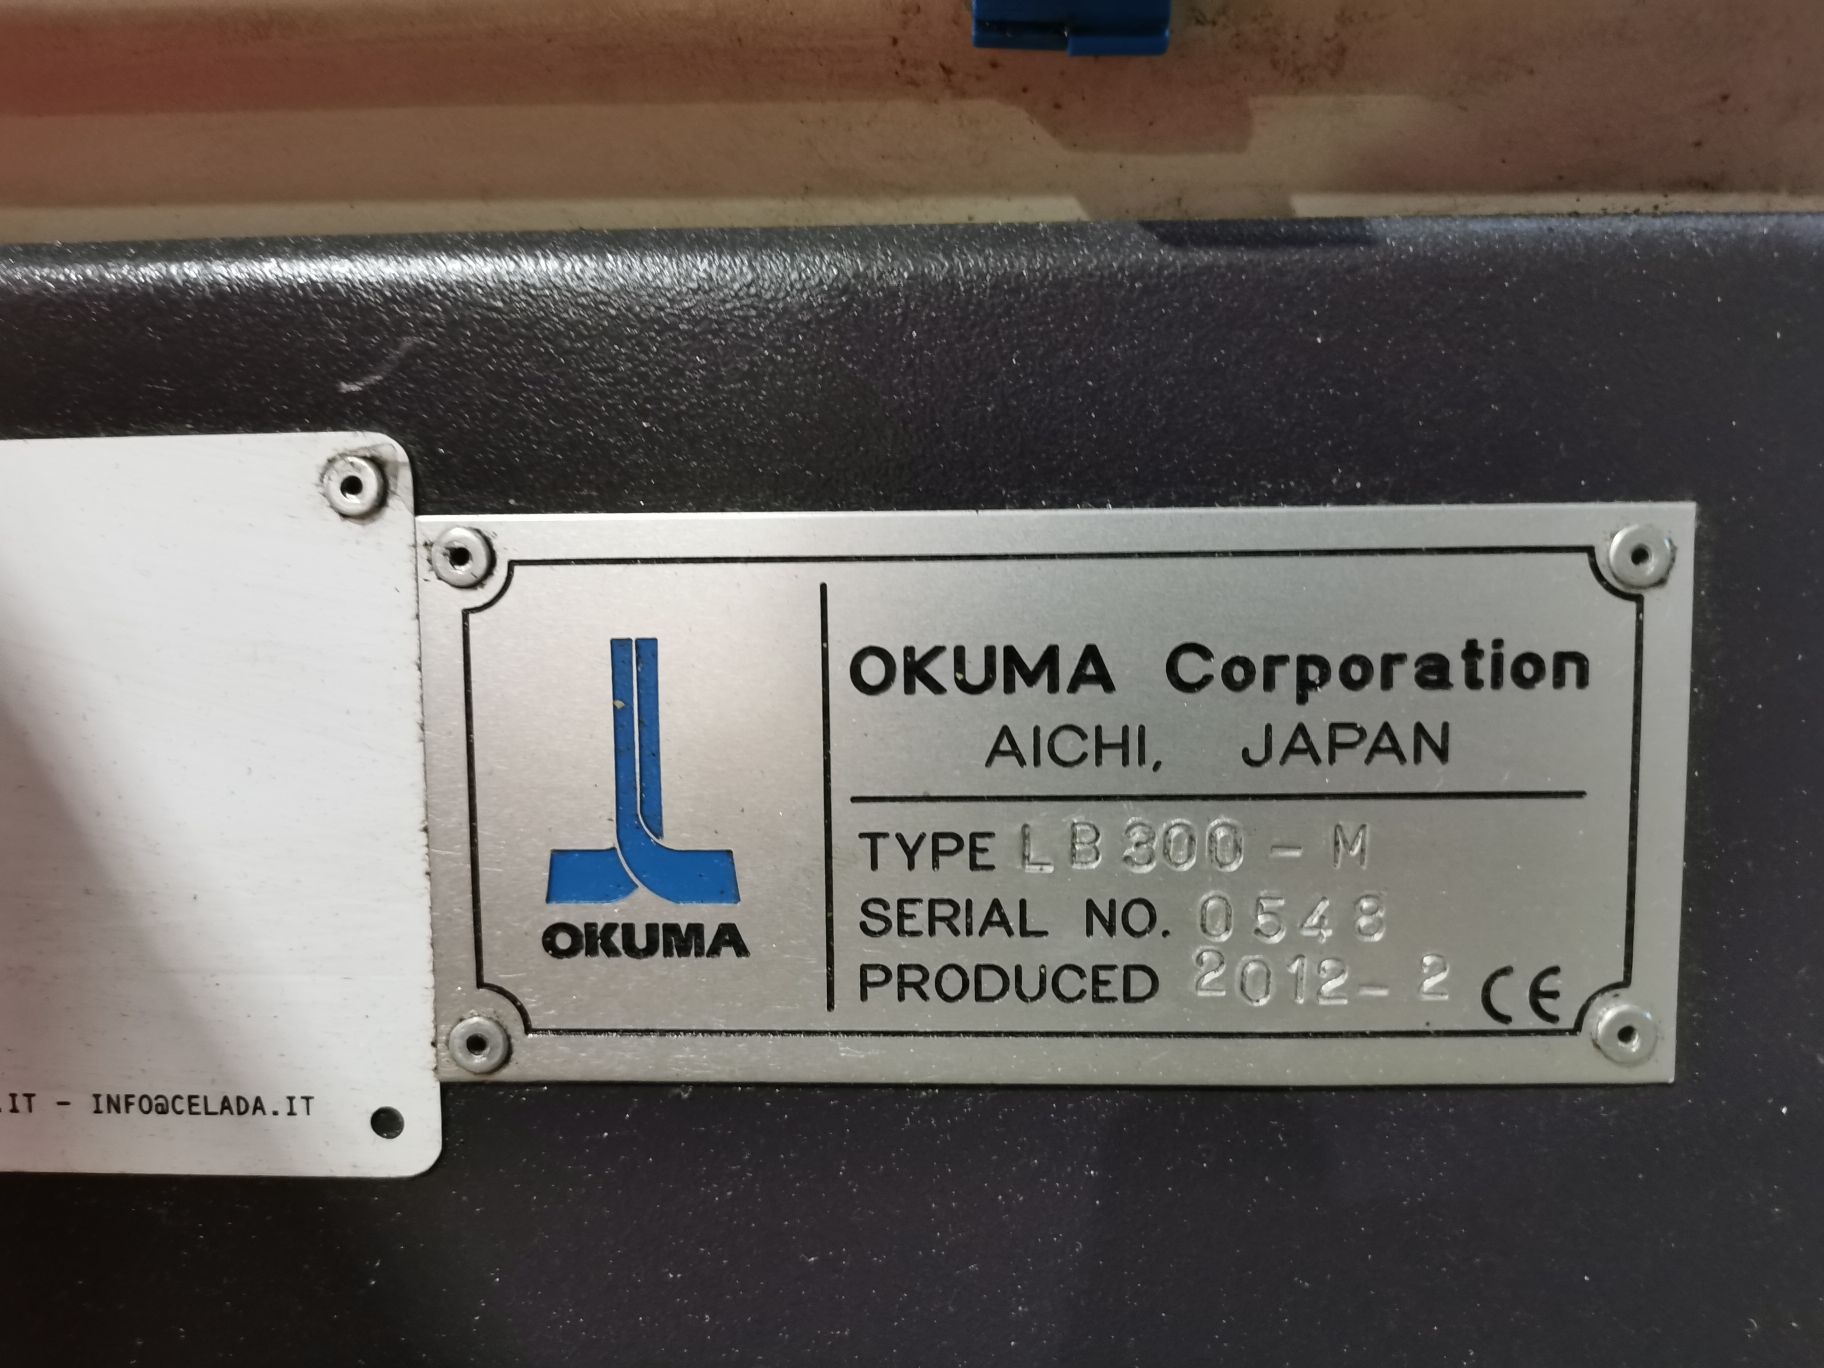 OKUMA Corporation
AICHI, JAPAN
TYPE LB300-M
SERIAL NO. 0548
PRODUCED 2012-2 CE
OKUMA
.IT - INFO@CELADA.IT